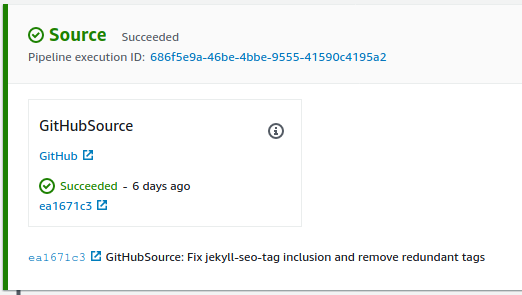 Source Succeeded
Pipeline execution ID: 686f5e9a-46be-4bbe-9555-41590c4195a2
GitHubSource
GitHub
Succeeded - 6 days ago
ea1671c3
ea1671c3 GitHubSource: Fix jekyll-seo-tag inclusion and remove redundant tags